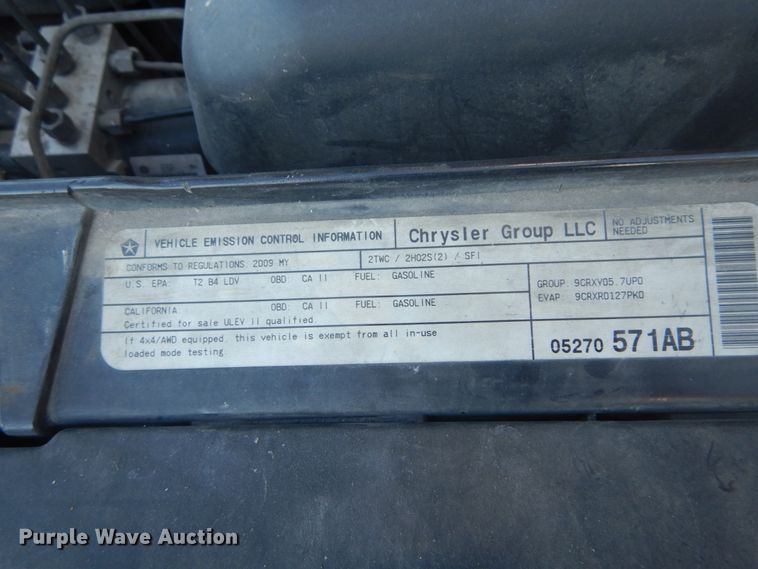 VEHICLE EMISSION CONTROL INFORMATION
Chrysler Group LLC
NO ADJUSTMENTS
NEEDED
CONFORMS TO REGULATIONS 2009 MY
2TWC / 2HO2S(2) / SFI
U.S. EPA: T2 B4 LDV OBD: CA II FUEL: GASOLINE
CALIFORNIA: OBD: CA II FUEL: GASOLINE
Certified for sale ULEV II qualified.
GROUP: 9CRXV05.7UP0
EVAP: 9CRXR0127PK0
If 4x4/AWD equipped. this vehicle is exempt from all in-use
loaded mode testing
05270 571AB
Purple Wave Auction